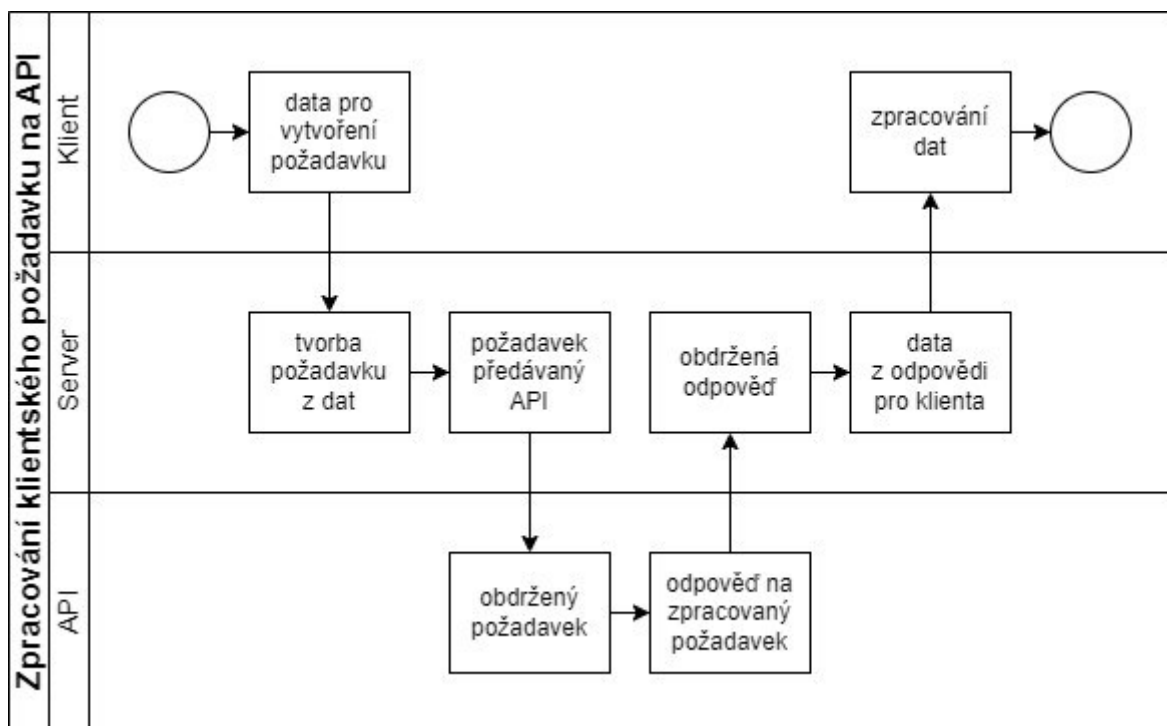 Zpracování klientského požadavku na API
Klient
data pro
vytvoření
požadavku
zpracování
dat
Server
tvorba
požadavku
z dat
požadavek
předávaný
API
obdržená
odpověď
data
z odpovědi
pro klienta
API
obdržený
požadavek
odpověď na
zpracovaný
požadavek